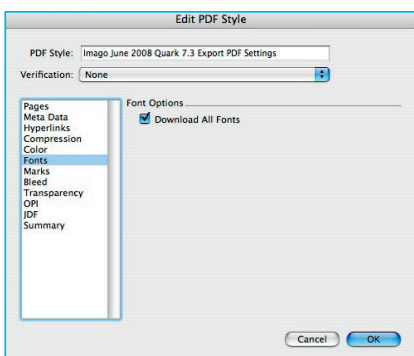 Edit PDF Style
PDF Style: Imago June 2008 Quark 7.3 Export PDF Settings
Verification: None
Pages
Meta Data
Hyperlinks
Compression
Color
Fonts
Marks
Bleed
Transparency
OPI
JDF
Summary
Font Options
Download All Fonts
Cancel OK